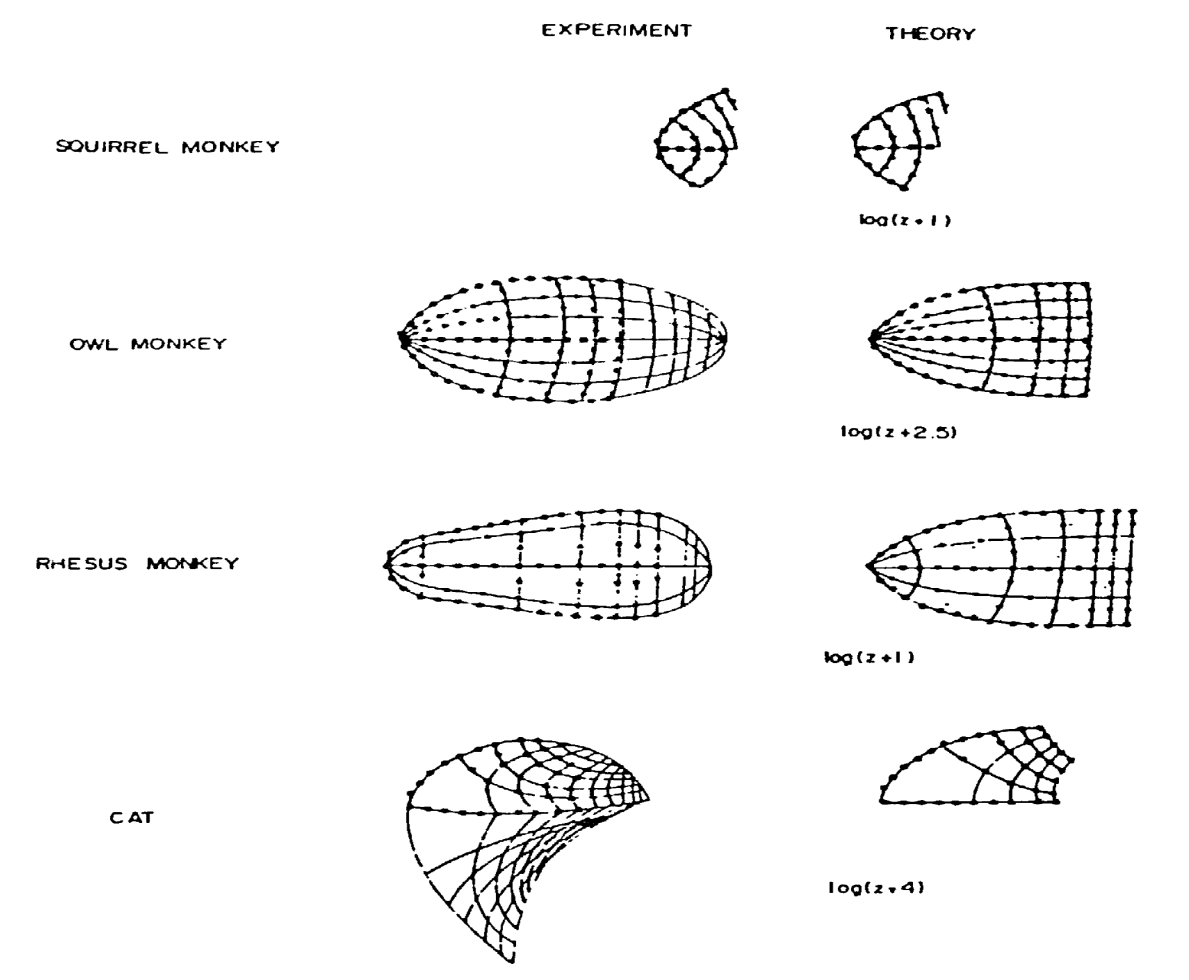 EXPERIMENT THEORY
SQUIRREL MONKEY
log(z+1)
OWL MONKEY
log(z+2.5)
RHESUS MONKEY
log(z+1)
CAT
log(z+4)